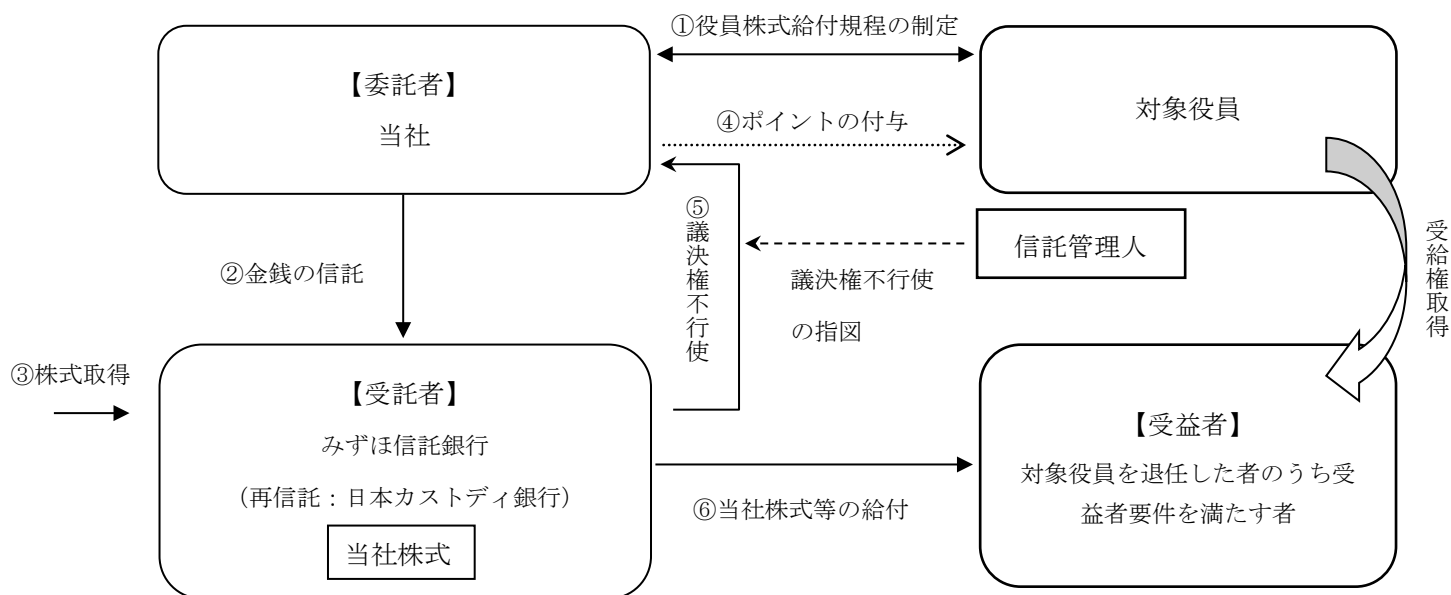 ①役員株式給付規程の制定
【委託者】
当社
対象役員
④ポイントの付与
⑤議決権不行使
信託管理人
議決権不行使
の指図
受給権取得
②金銭の信託
③株式取得
【受託者】
みずほ信託銀行
(再信託：日本カストディ銀行)
当社株式
⑥当社株式等の給付
【受益者】
対象役員を退任した者のうち受
益者要件を満たす者